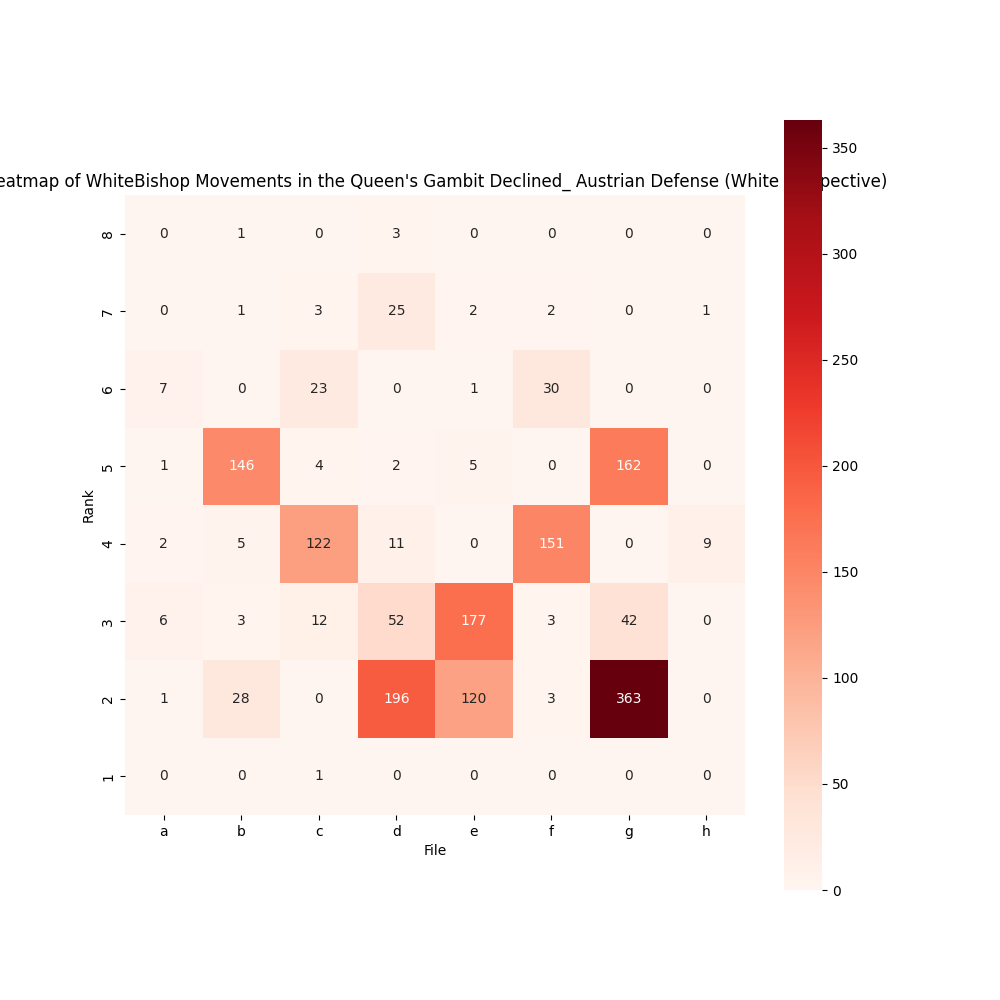 eatmap of WhiteBishop Movements in the Queen's Gambit Declined_ Austrian Defense (White spective)
350
300
250
200
150
100
50
0
Rank
8 0 1 0 3 0 0 0 0
7 0 1 3 25 2 2 0 1
6 7 0 23 0 1 30 0 0
5 1 146 4 2 5 0 162 0
4 2 5 122 11 0 151 0 9
3 6 3 12 52 177 3 42 0
2 1 28 0 196 120 3 363 0
1 0 0 1 0 0 0 0 0
a b c d e f g h
File